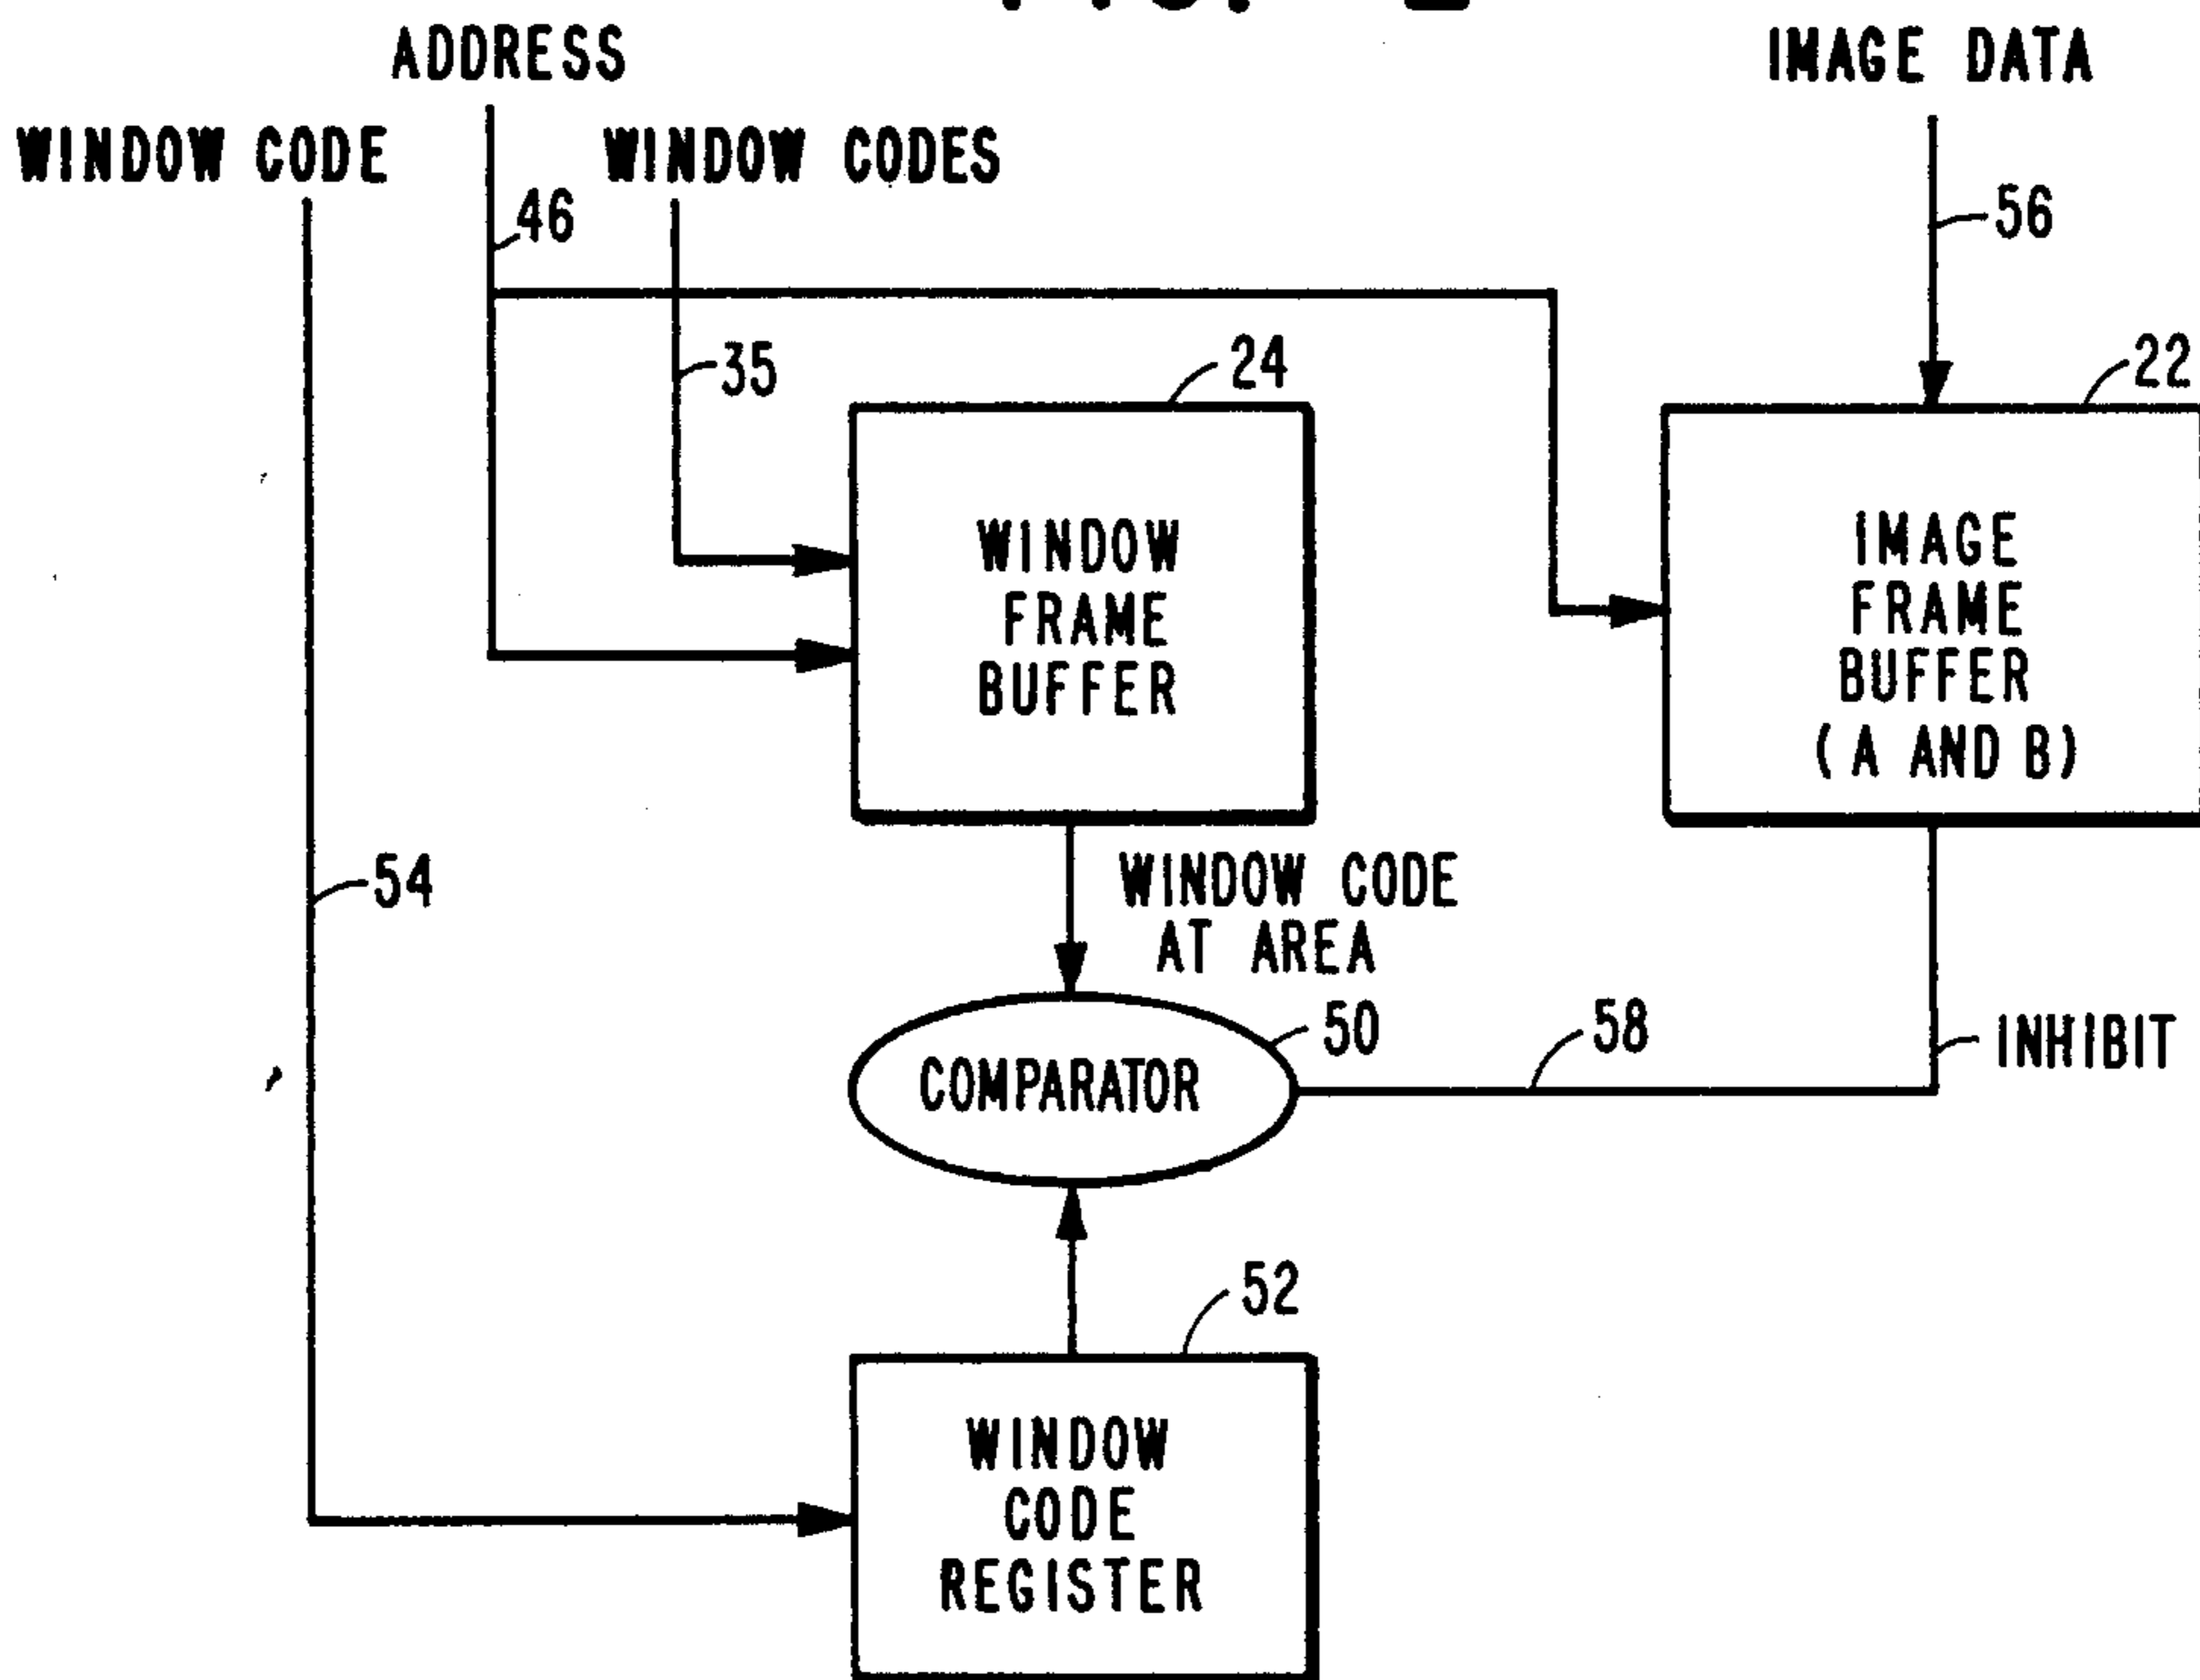 ADDRESS
IMAGE DATA
WINDOW CODE
WINDOW CODES
46
56
35
24
22
WINDOW
FRAME
BUFFER
IMAGE
FRAME
BUFFER
(A AND B)
54
WINDOW CODE
AT AREA
50
58
INHIBIT
COMPARATOR
52
WINDOW
CODE
REGISTER